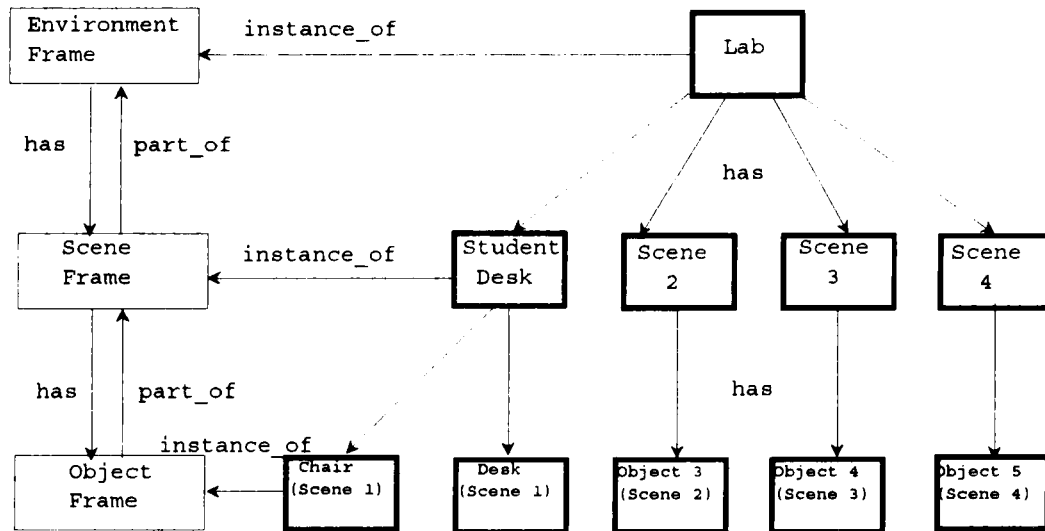 Environment
Frame
instance_of
Lab
has
part_of
has
Scene
Frame
instance_of
Student
Desk
Scene
2
Scene
3
Scene
4
has
part_of
has
instance_of
Object
Frame
Chair
(Scene 1)
Desk
(Scene 1)
Object 3
(Scene 2)
Object 4
(Scene 3)
Object 5
(Scene 4)